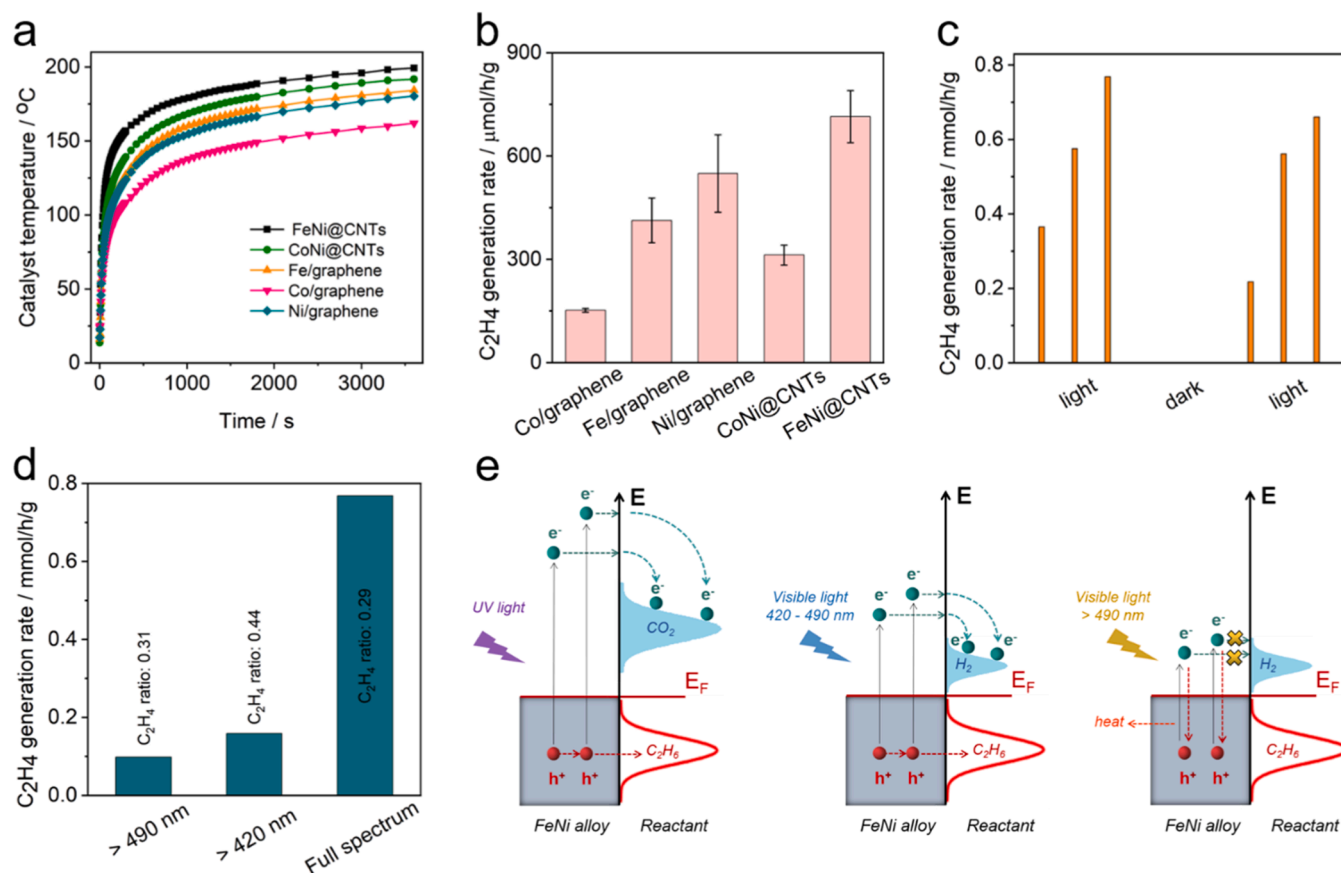 a
Catalyst temperature / °C
200
150
100
50
0
0
1000
2000
3000
Time / s
FeNi@CNTs
CoNi@CNTs
Fe/graphene
Co/graphene
Ni/graphene
b
C₂H₄ generation rate / μmol/h/g
900
600
300
0
Co/graphene
Fe/graphene
Ni/graphene
CoNi@CNTs
FeNi@CNTs
c
C₂H₄ generation rate / mmol/h/g
0.8
0.6
0.4
0.2
0.0
light
dark
light
d
C₂H₄ generation rate / mmol/h/g
0.8
0.6
0.4
0.2
0.0
C₂H₄ ratio: 0.31
C₂H₄ ratio: 0.44
C₂H₄ ratio: 0.29
> 490 nm
> 420 nm
Full spectrum
e
E
e⁻
e⁻
e⁻
e⁻
UV light
CO₂
E_F
h⁺
h⁺
C₂H₆
FeNi alloy
Reactant
E
e⁻
e⁻
e⁻
e⁻
Visible light
420 - 490 nm
H₂
E_F
h⁺
h⁺
C₂H₆
FeNi alloy
Reactant
E
Visible light
> 490 nm
e⁻
e⁻
H₂
E_F
heat
h⁺
h⁺
C₂H₆
FeNi alloy
Reactant